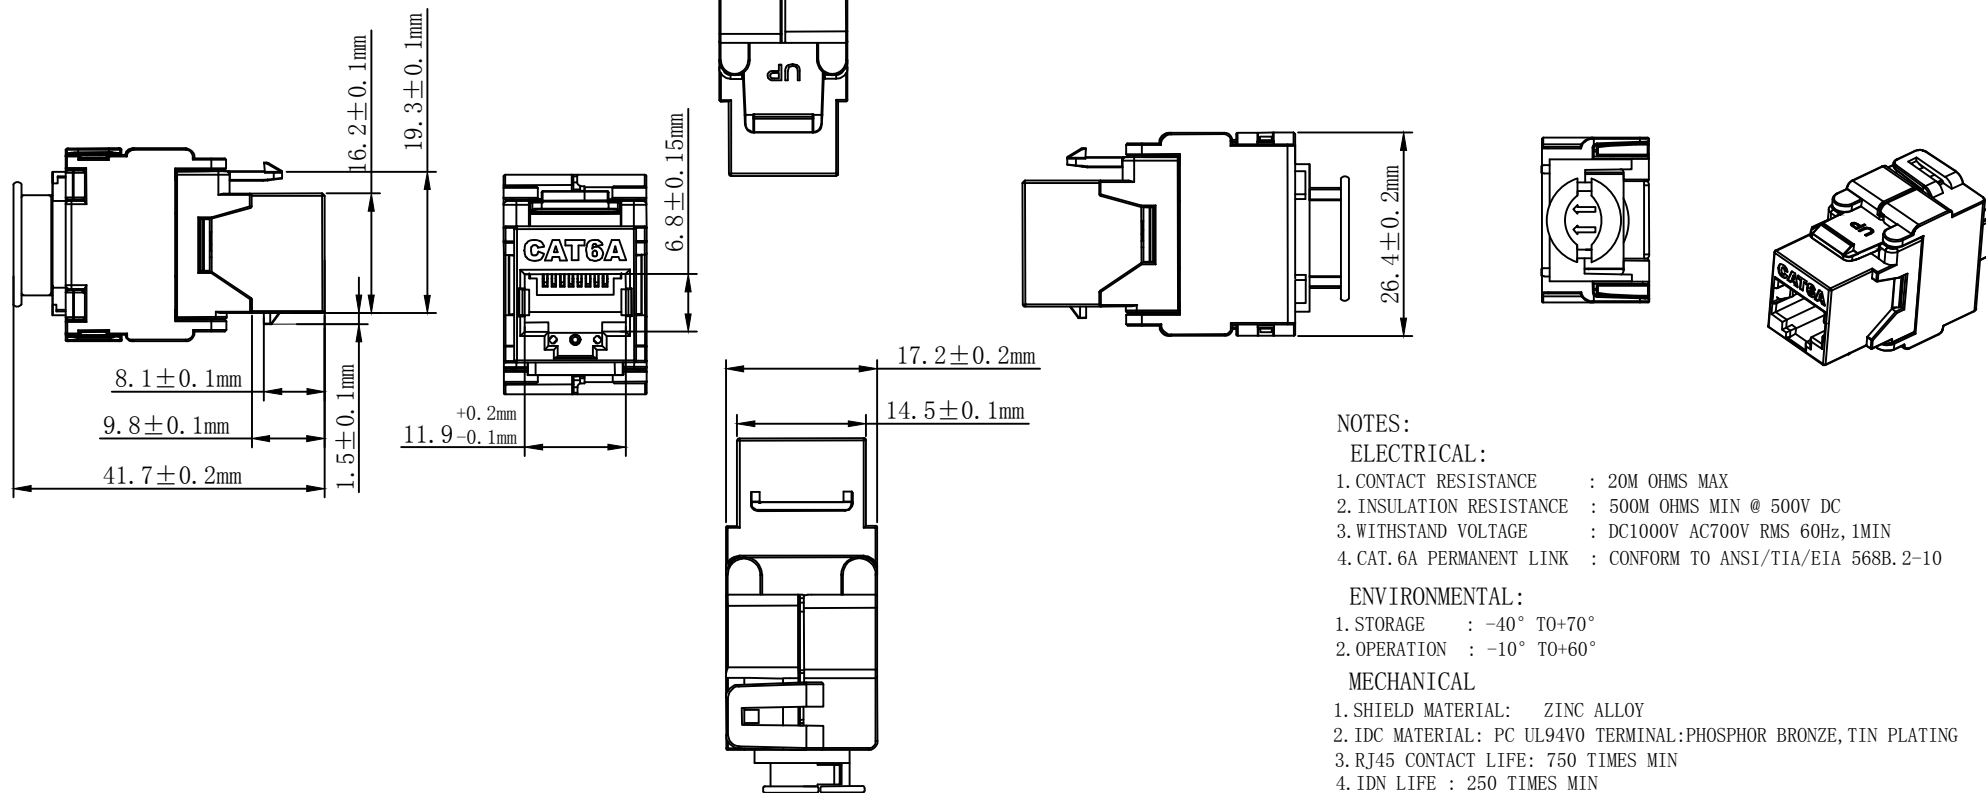 16.2±0.1mm
19.3±0.1mm
8.1±0.1mm
9.8±0.1mm
41.7±0.2mm
1.5±0.1mm
CAT6A
6.8±0.15mm
+0.2mm
11.9-0.1mm
UP
17.2±0.2mm
14.5±0.1mm
26.4±0.2mm
UP
CAT6A
NOTES:
ELECTRICAL:
1.CONTACT RESISTANCE : 20M OHMS MAX
2.INSULATION RESISTANCE : 500M OHMS MIN @ 500V DC
3.WITHSTAND VOLTAGE : DC1000V AC700V RMS 60Hz,1MIN
4.CAT.6A PERMANENT LINK : CONFORM TO ANSI/TIA/EIA 568B.2-10
ENVIRONMENTAL:
1.STORAGE : -40° TO+70°
2.OPERATION : -10° TO+60°
MECHANICAL
1.SHIELD MATERIAL: ZINC ALLOY
2.IDC MATERIAL: PC UL94V0 TERMINAL:PHOSPHOR BRONZE,TIN PLATING
3.RJ45 CONTACT LIFE: 750 TIMES MIN
4.IDN LIFE : 250 TIMES MIN